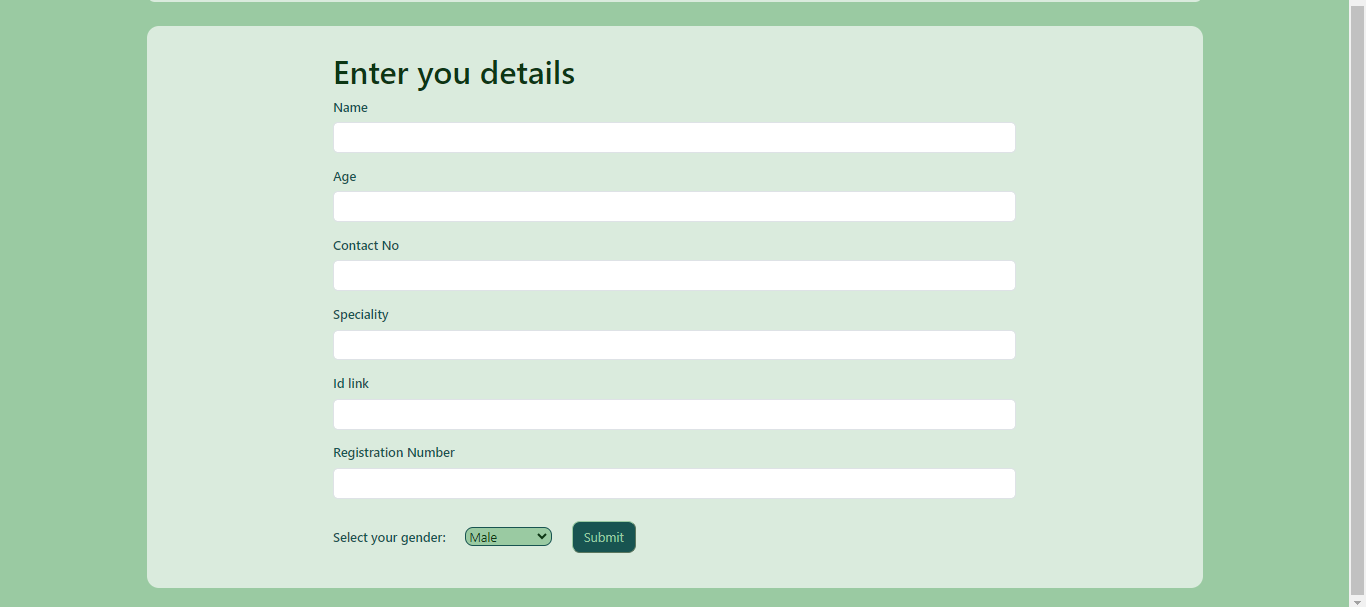 Enter you details
Name
Age
Contact No
Speciality
Id link
Registration Number
Select your gender: Male Submit